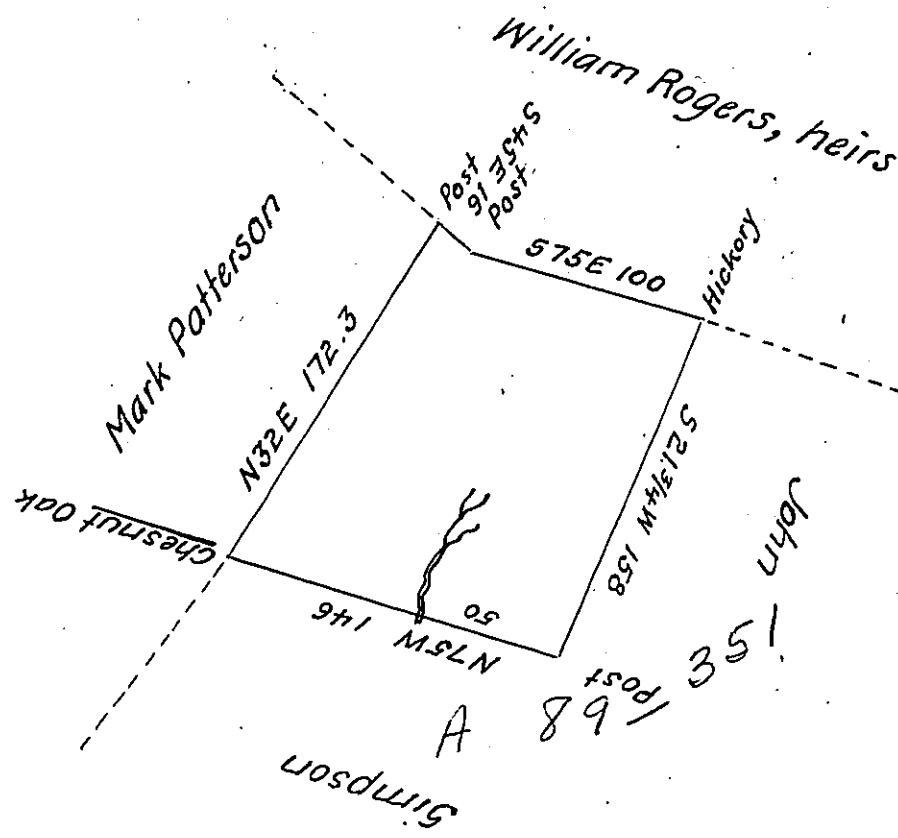 William Rogers, heirs
Post
S45E 16
Post
S75E 100
Hickory
Mark Patterson
N32E 172.3
S21¾W 158
Chesnut Oak
John
50
N75W 146
Post
A 89/ 351
Simpson